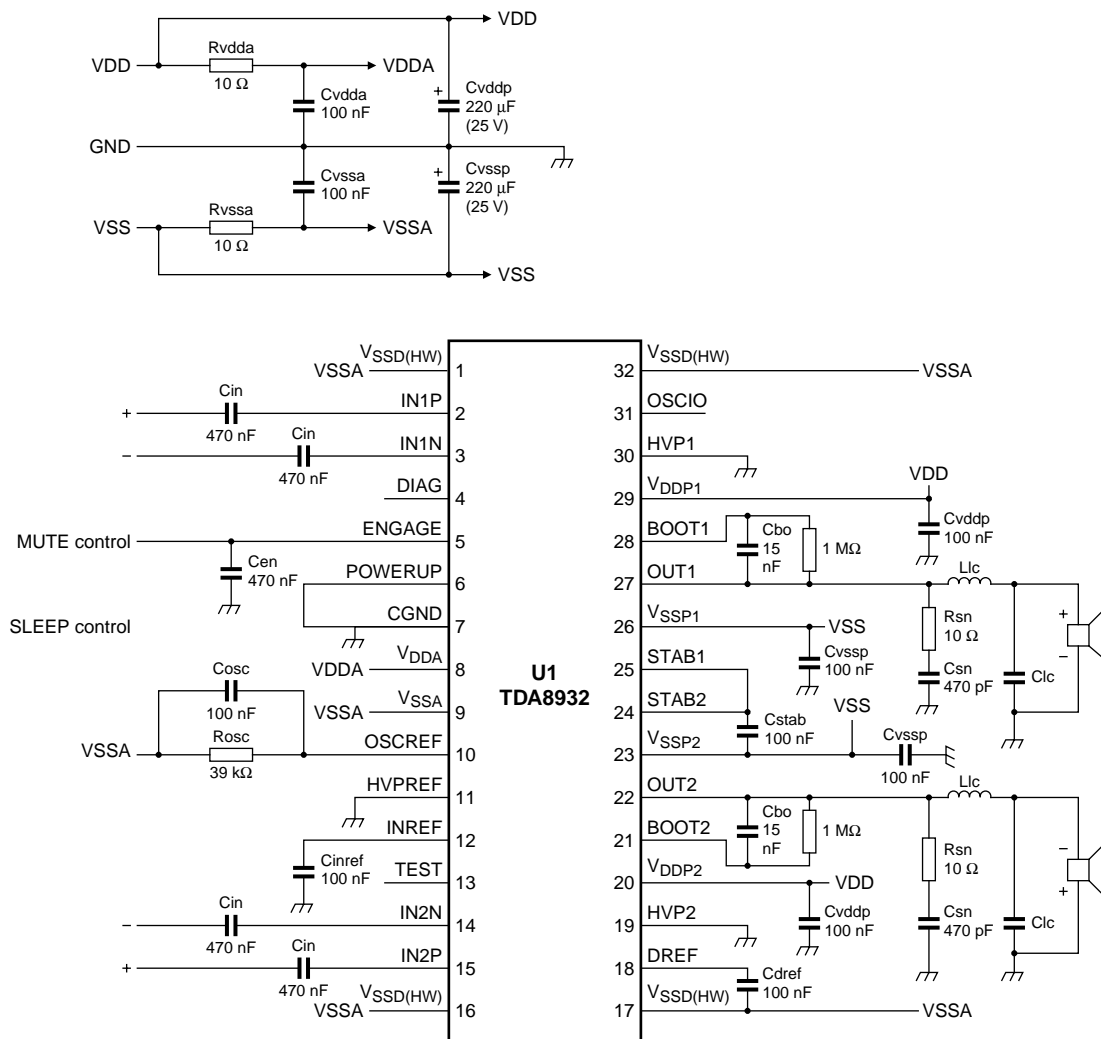 VDD
Rvdda
VDD
VDDA
10 Ω
Cvdda
100 nF
+
Cvddp
220 μF
(25 V)
GND
Cvssa
100 nF
+
Cvssp
220 μF
(25 V)
VSS
Rvssa
VSSA
10 Ω
VSS
U1
TDA8932
VSSD(HW)
VSSA
1
Cin
+
IN1P
2
470 nF
Cin
−
IN1N
3
470 nF
DIAG
4
MUTE control
ENGAGE
5
Cen
470 nF
POWERUP
6
SLEEP control
CGND
7
VDDA
VDDA
8
Cosc
100 nF
VSSA
VSSA
9
VSSA
Rosc
39 kΩ
OSCREF
10
HVPREF
11
INREF
12
Cinref
100 nF
TEST
13
Cin
−
IN2N
14
470 nF
Cin
+
IN2P
15
470 nF
VSSD(HW)
VSSA
16
VSSD(HW)
32
VSSA
OSCIO
31
HVP1
30
VDD
VDDP1
29
Cvddp
100 nF
BOOT1
28
Cbo
15
nF
1 MΩ
OUT1
27
Llc
Rsn
10 Ω
Csn
470 pF
Clc
+
−
VSSP1
26
VSS
Cvssp
100 nF
STAB1
25
STAB2
24
Cstab
100 nF
VSS
VSSP2
23
Cvssp
100 nF
OUT2
22
Llc
Cbo
15
nF
1 MΩ
BOOT2
21
Rsn
10 Ω
Csn
470 pF
Clc
−
+
VDDP2
20
VDD
Cvddp
100 nF
HVP2
19
DREF
18
Cdref
100 nF
VSSD(HW)
17
VSSA